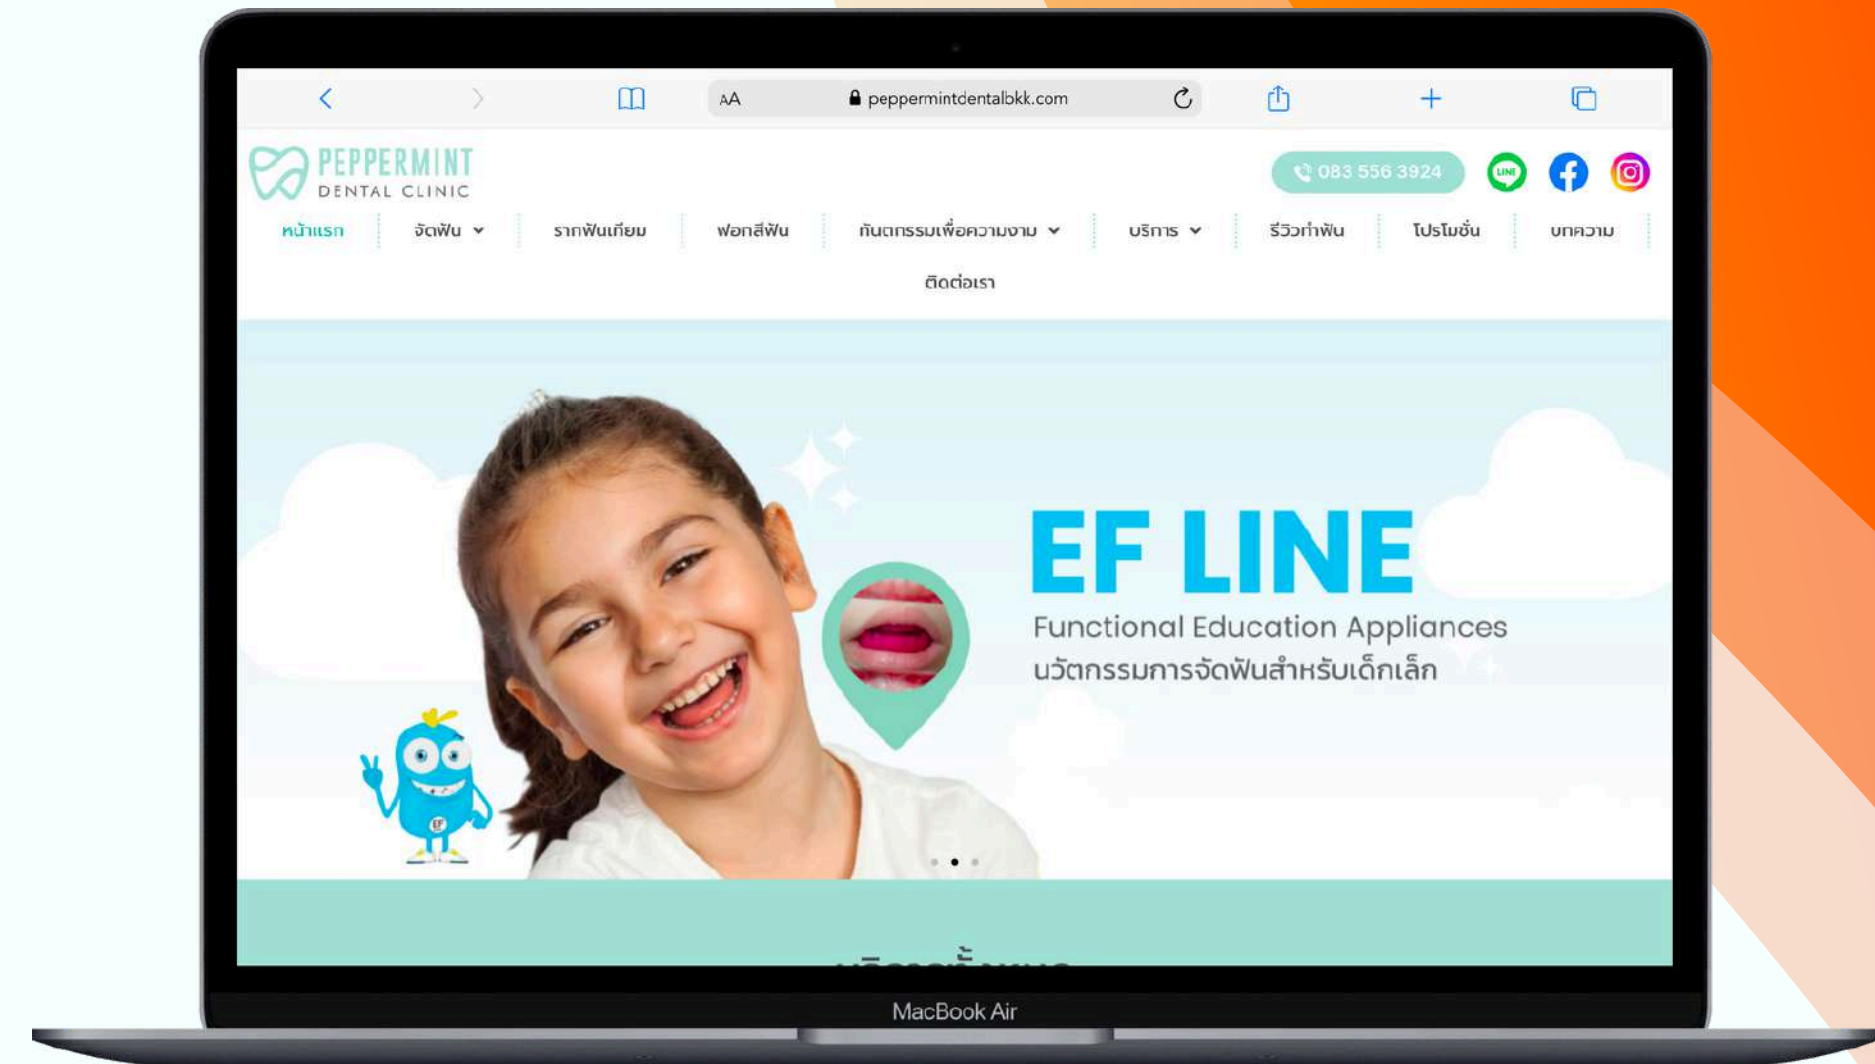 AA
peppermintdentalbkk.com
PEPPERMINT
DENTAL CLINIC
083 556 3924
LINE
หน้าแรก จัดฟัน รากฟันเทียม ฟอกสีฟัน ทันตกรรมเพื่อความงาม บริการ รีวิวทำฟัน โปรโมชั่น บทความ
ติดต่อเรา
EF LINE
Functional Education Appliances
นวัตกรรมการจัดฟันสำหรับเด็กเล็ก
EF
MacBook Air